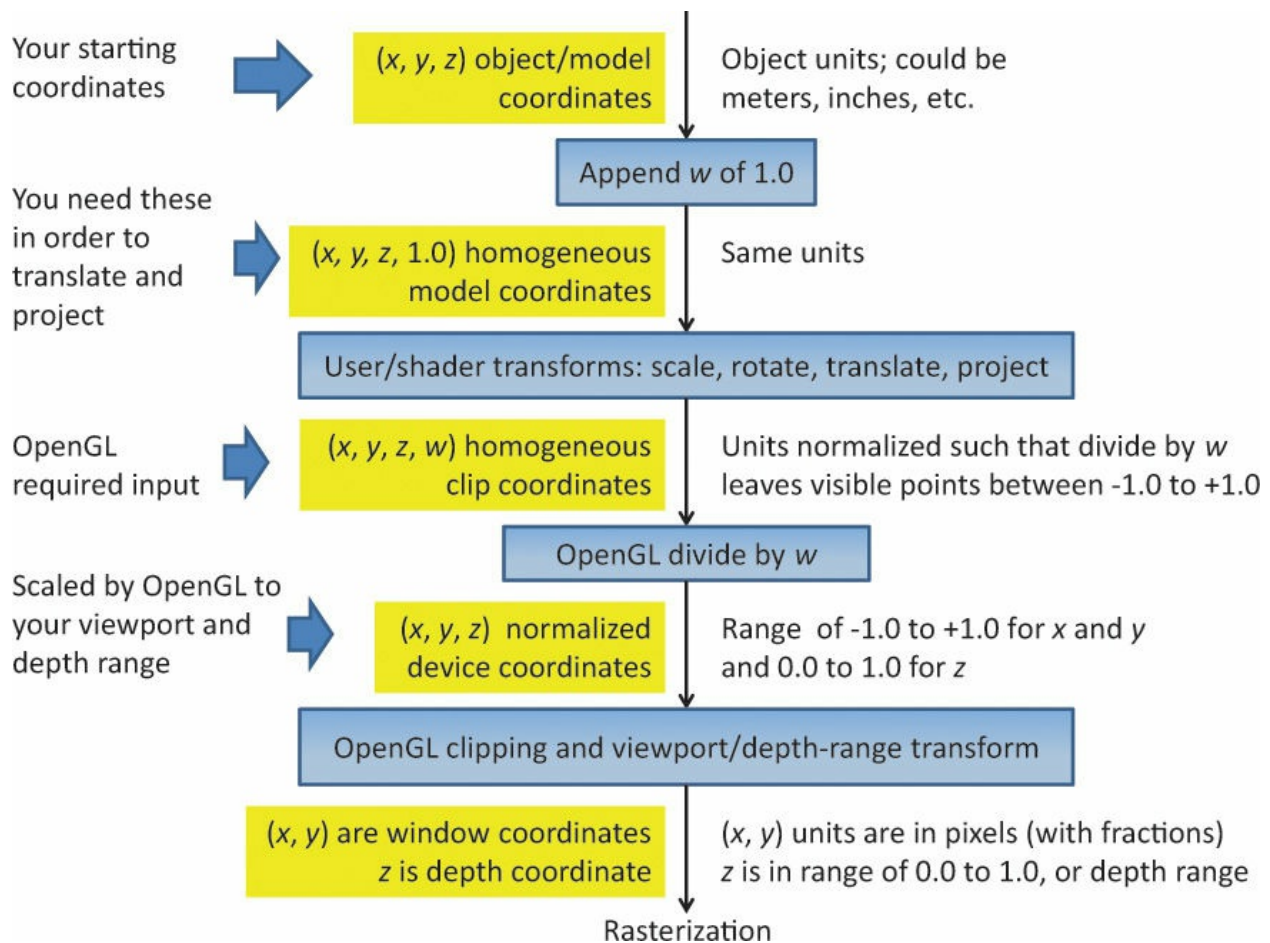 Your starting
coordinates
(x, y, z) object/model
coordinates
Object units; could be
meters, inches, etc.
Append w of 1.0
You need these
in order to
translate and
project
(x, y, z, 1.0) homogeneous
model coordinates
Same units
User/shader transforms: scale, rotate, translate, project
OpenGL
required input
(x, y, z, w) homogeneous
clip coordinates
Units normalized such that divide by w
leaves visible points between -1.0 to +1.0
OpenGL divide by w
Scaled by OpenGL to
your viewport and
depth range
(x, y, z) normalized
device coordinates
Range of -1.0 to +1.0 for x and y
and 0.0 to 1.0 for z
OpenGL clipping and viewport/depth-range transform
(x, y) are window coordinates
z is depth coordinate
(x, y) units are in pixels (with fractions)
z is in range of 0.0 to 1.0, or depth range
Rasterization